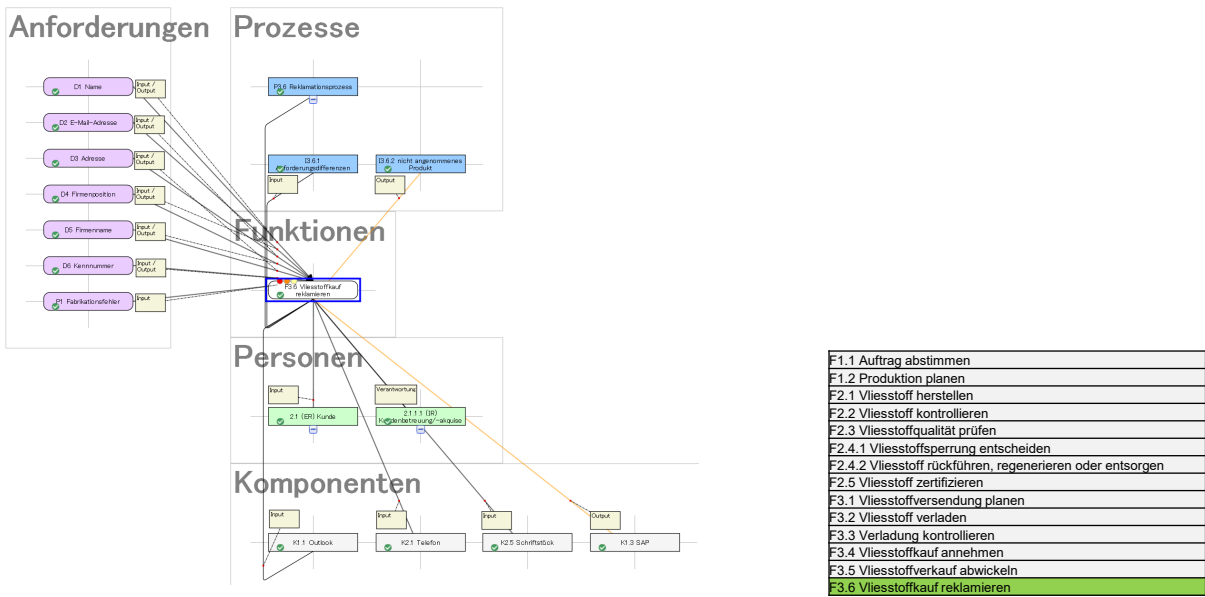 Anforderungen
Prozesse
D1 Name
Input /
Output
D2 E-Mail-Adresse
Input /
Output
D3 Adresse
Input /
Output
D4 Firmenposition
Input /
Output
D5 Firmenname
Input /
Output
D6 Kennnummer
Input /
Output
P1 Fabrikationsfehler
Input
P3.6 Reklamationsprozess
I3.6.1
Anforderungsdifferenzen
I3.6.2 nicht angenommenes
Produkt
Input
Output
Funktionen
F3.6 Vliesstoffkauf
reklamieren
Personen
Input
Verantwortung
2.1 (ER) Kunde
2.1.1.1 (IR)
Kundenbetreuung/-akquise
Komponenten
Input
Input
Input
Output
K1.1 Outlook
K2.1 Telefon
K2.5 Schriftstück
K1.3 SAP
F1.1 Auftrag abstimmen
F1.2 Produktion planen
F2.1 Vliesstoff herstellen
F2.2 Vliesstoff kontrollieren
F2.3 Vliesstoffqualität prüfen
F2.4.1 Vliesstoffsperrung entscheiden
F2.4.2 Vliesstoff rückführen, regenerieren oder entsorgen
F2.5 Vliesstoff zertifizieren
F3.1 Vliesstoffversendung planen
F3.2 Vliesstoff verladen
F3.3 Verladung kontrollieren
F3.4 Vliesstoffkauf annehmen
F3.5 Vliesstoffverkauf abwickeln
F3.6 Vliesstoffkauf reklamieren